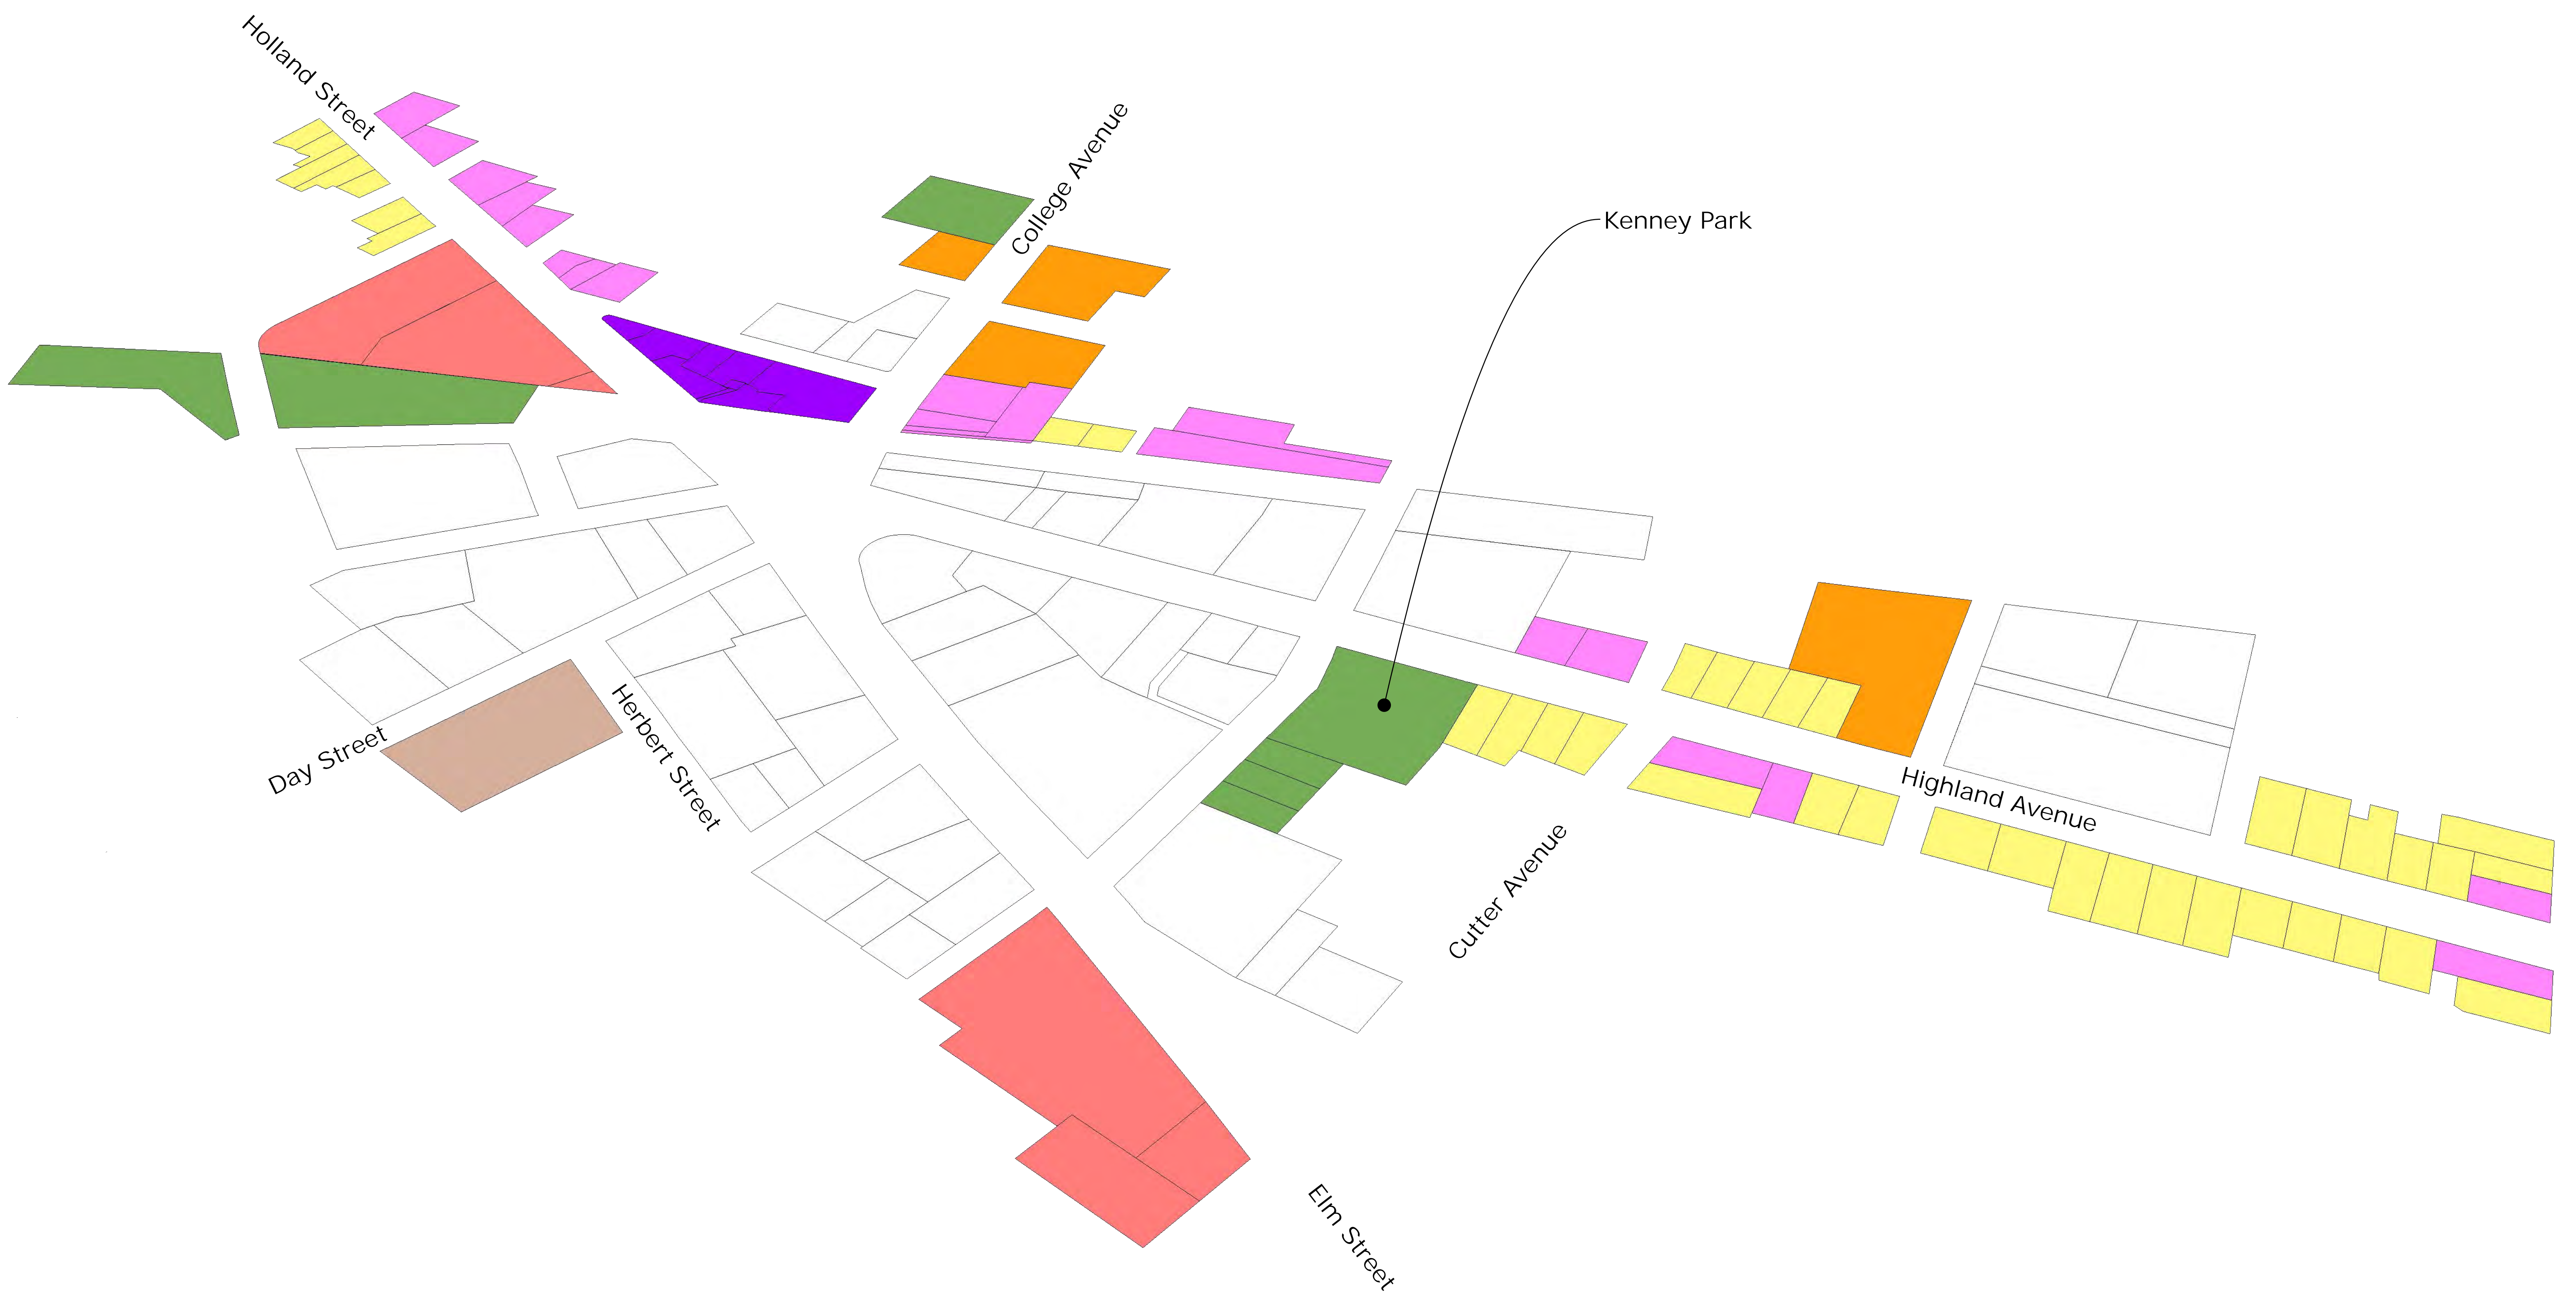 Holland Street
College Avenue
Kenney Park
Day Street
Herbert Street
Highland Avenue
Cutter Avenue
Elm Street